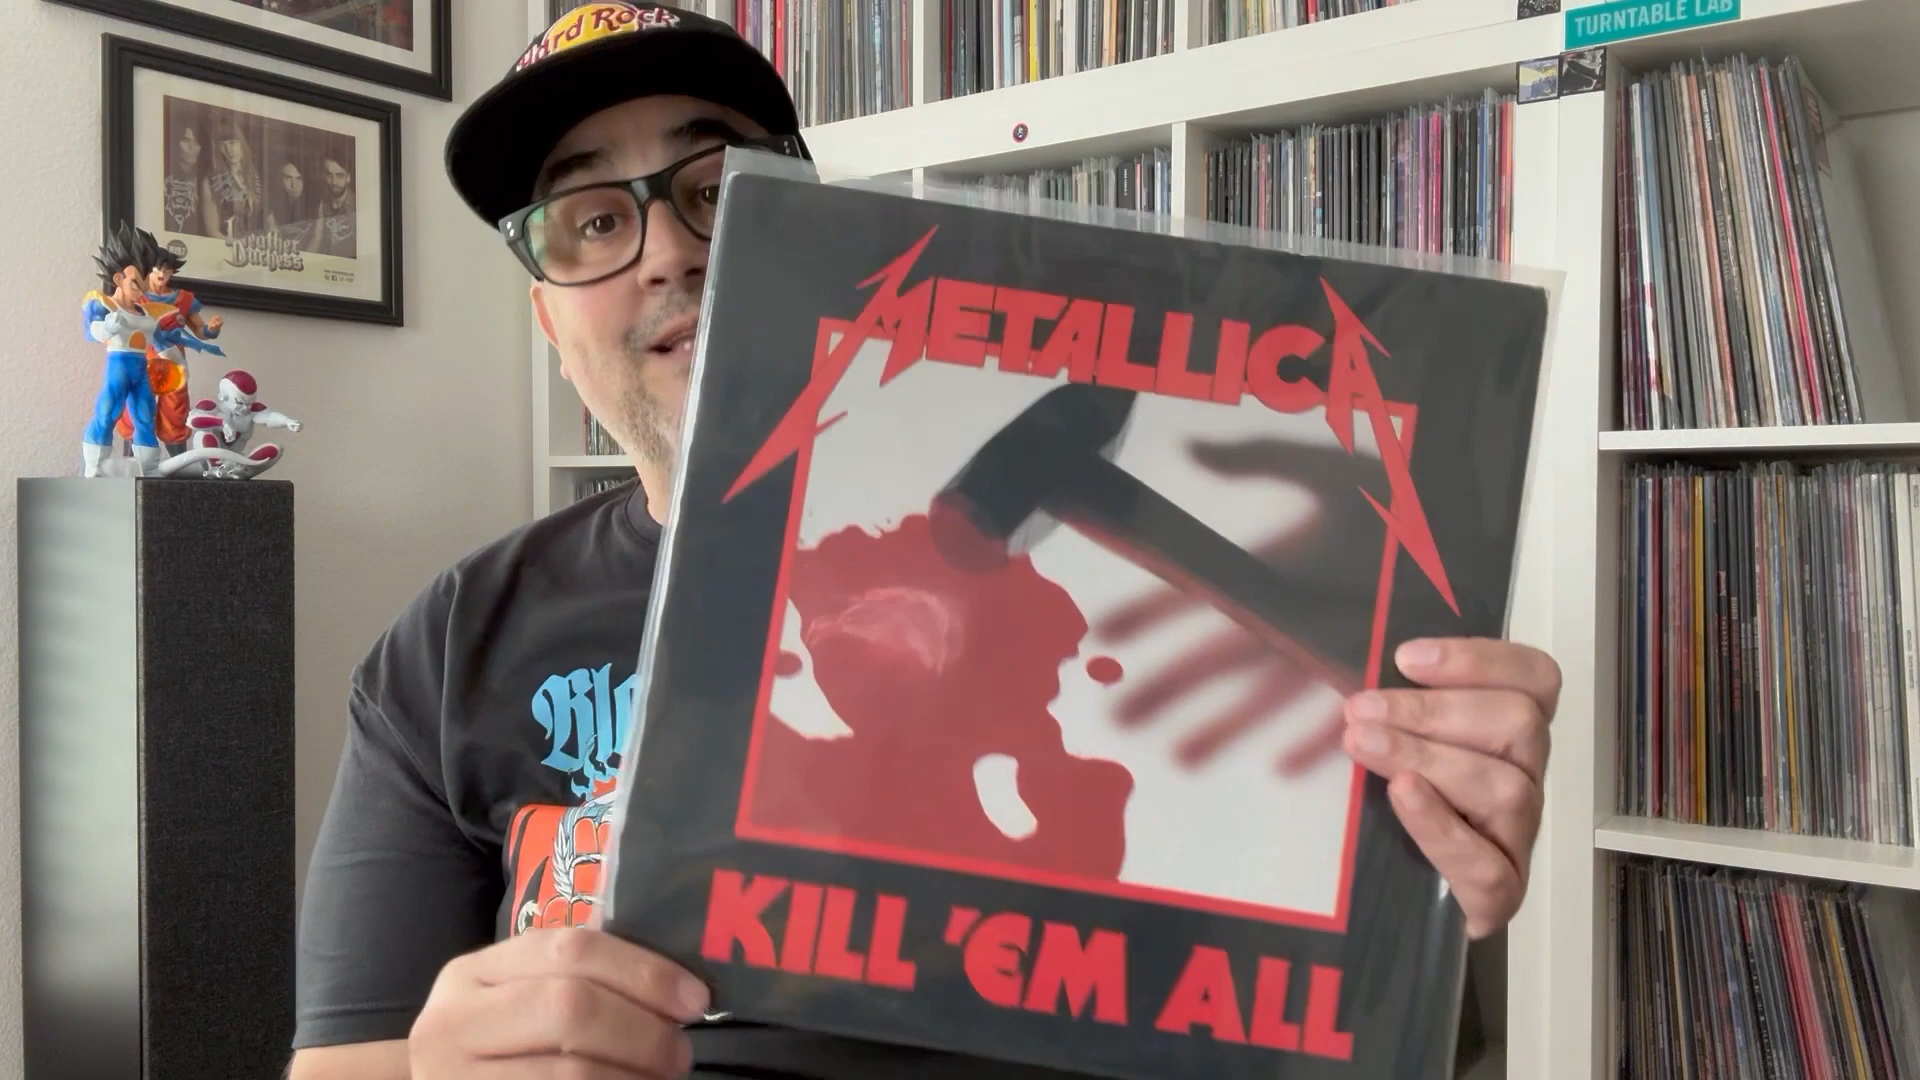 TURNTABLE LAB
Hard Rock
Leather
Duchess
METALLICA
KILL 'EM ALL